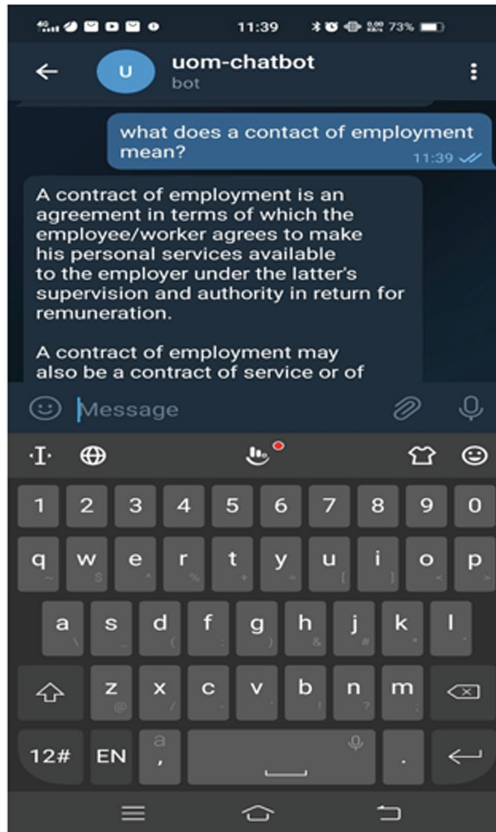 4G 11:39 0.00 73%
← U uom-chatbot
bot
what does a contact of employment
mean?
11:39
A contract of employment is an
agreement in terms of which the
employee/worker agrees to make
his personal services available
to the employer under the latter's
supervision and authority in return for
remuneration.
A contract of employment may
also be a contract of service or of
Message
1 2 3 4 5 6 7 8 9 0
q w e r t y u i o p
~ $ ^ % + = [ ] < >
a s d f g h j k l
\ _ ( : ) & # * "
z x c v b n m
@ / - ' ! ? ;
12# EN a , .